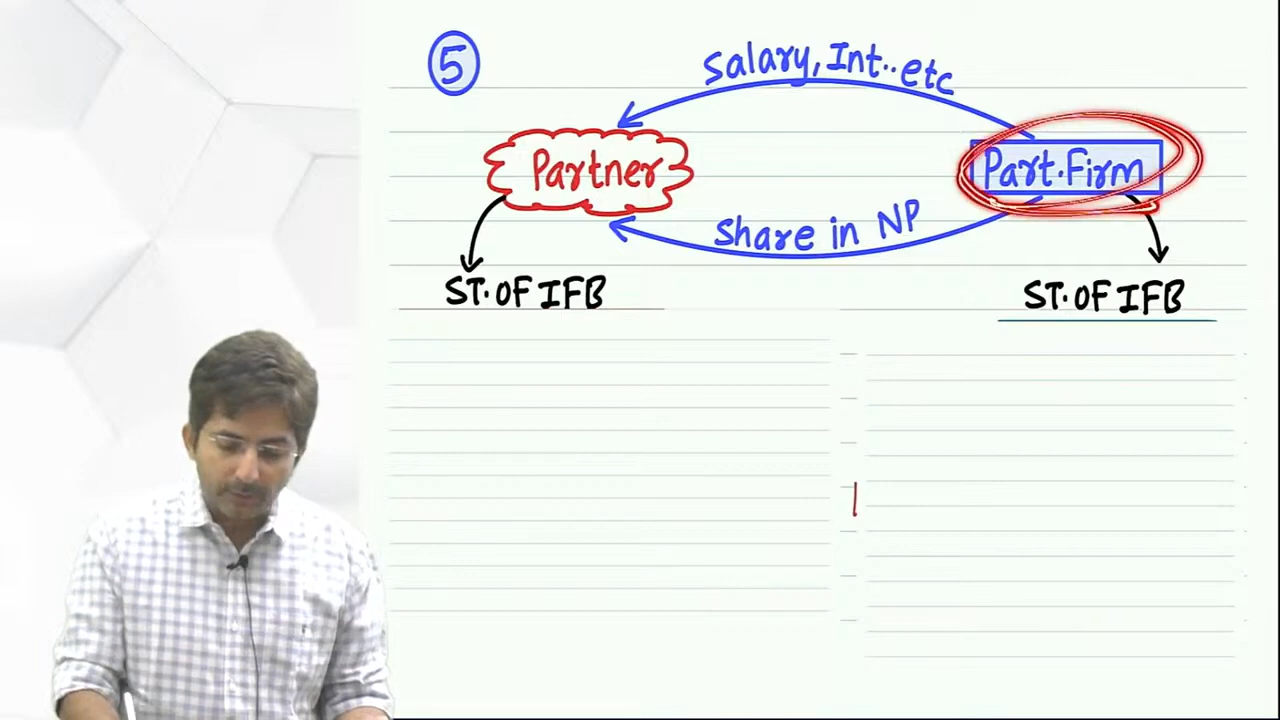 5
Salary, Int.. etc
Partner
Part. Firm
Share in NP
ST. OF IFB
ST. OF IFB